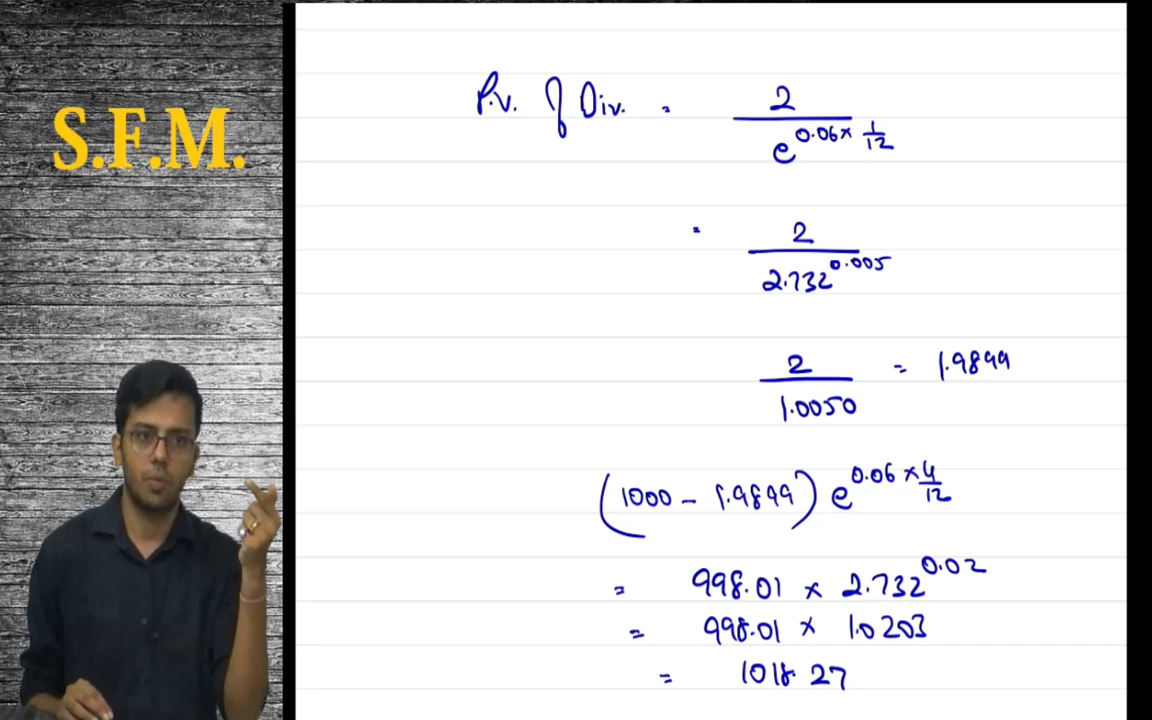 S.F.M.
P.v. of Div. = 2 / e^0.06 × 1/12
= 2 / 2.732^0.005
2 / 1.0050 = 1.9899
(1000 - 1.9899) e^0.06 × 4/12
= 998.01 × 2.732^0.02
= 998.01 × 1.0203
= 1018.27